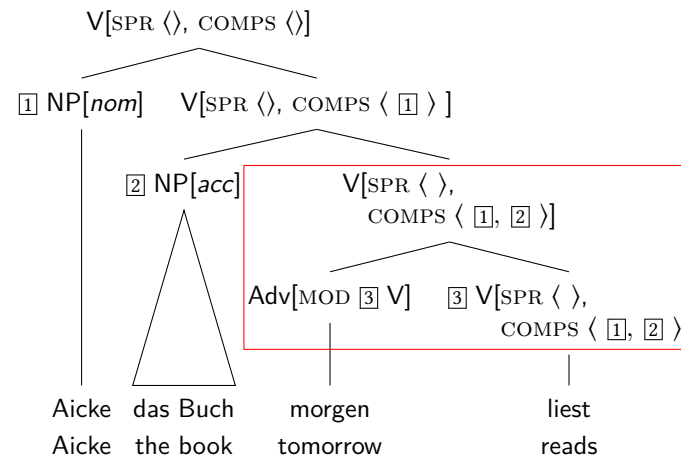 V[SPR ⟨⟩, COMPS ⟨⟩]
1 NP[nom] V[SPR ⟨⟩, COMPS ⟨ 1 ⟩ ]
2 NP[acc] V[SPR ⟨ ⟩,
COMPS ⟨ 1, 2 ⟩]
Adv[MOD 3 V] 3 V[SPR ⟨ ⟩,
COMPS ⟨ 1, 2 ⟩
Aicke das Buch morgen liest
Aicke the book tomorrow reads